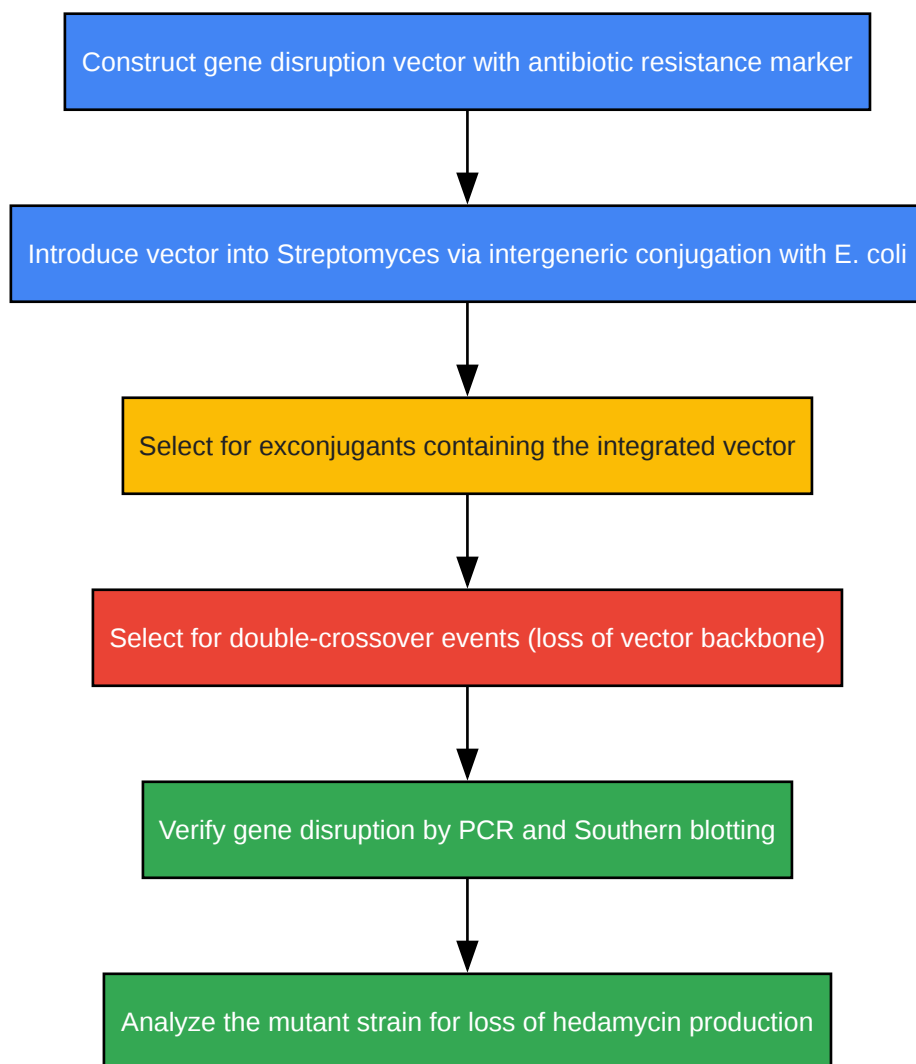 Construct gene disruption vector with antibiotic resistance marker
Introduce vector into Streptomyces via intergeneric conjugation with E. coli
Select for exconjugants containing the integrated vector
Select for double-crossover events (loss of vector backbone)
Verify gene disruption by PCR and Southern blotting
Analyze the mutant strain for loss of hedamycin production